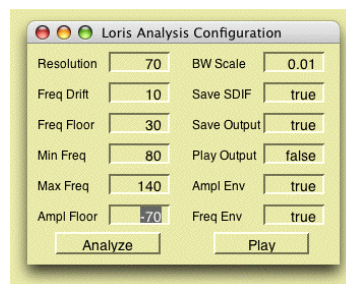 Loris Analysis Configuration
Resolution 70 BW Scale 0.01
Freq Drift 10 Save SDIF true
Freq Floor 30 Save Output true
Min Freq 80 Play Output false
Max Freq 140 Ampl Env true
Ampl Floor -70 Freq Env true
Analyze Play